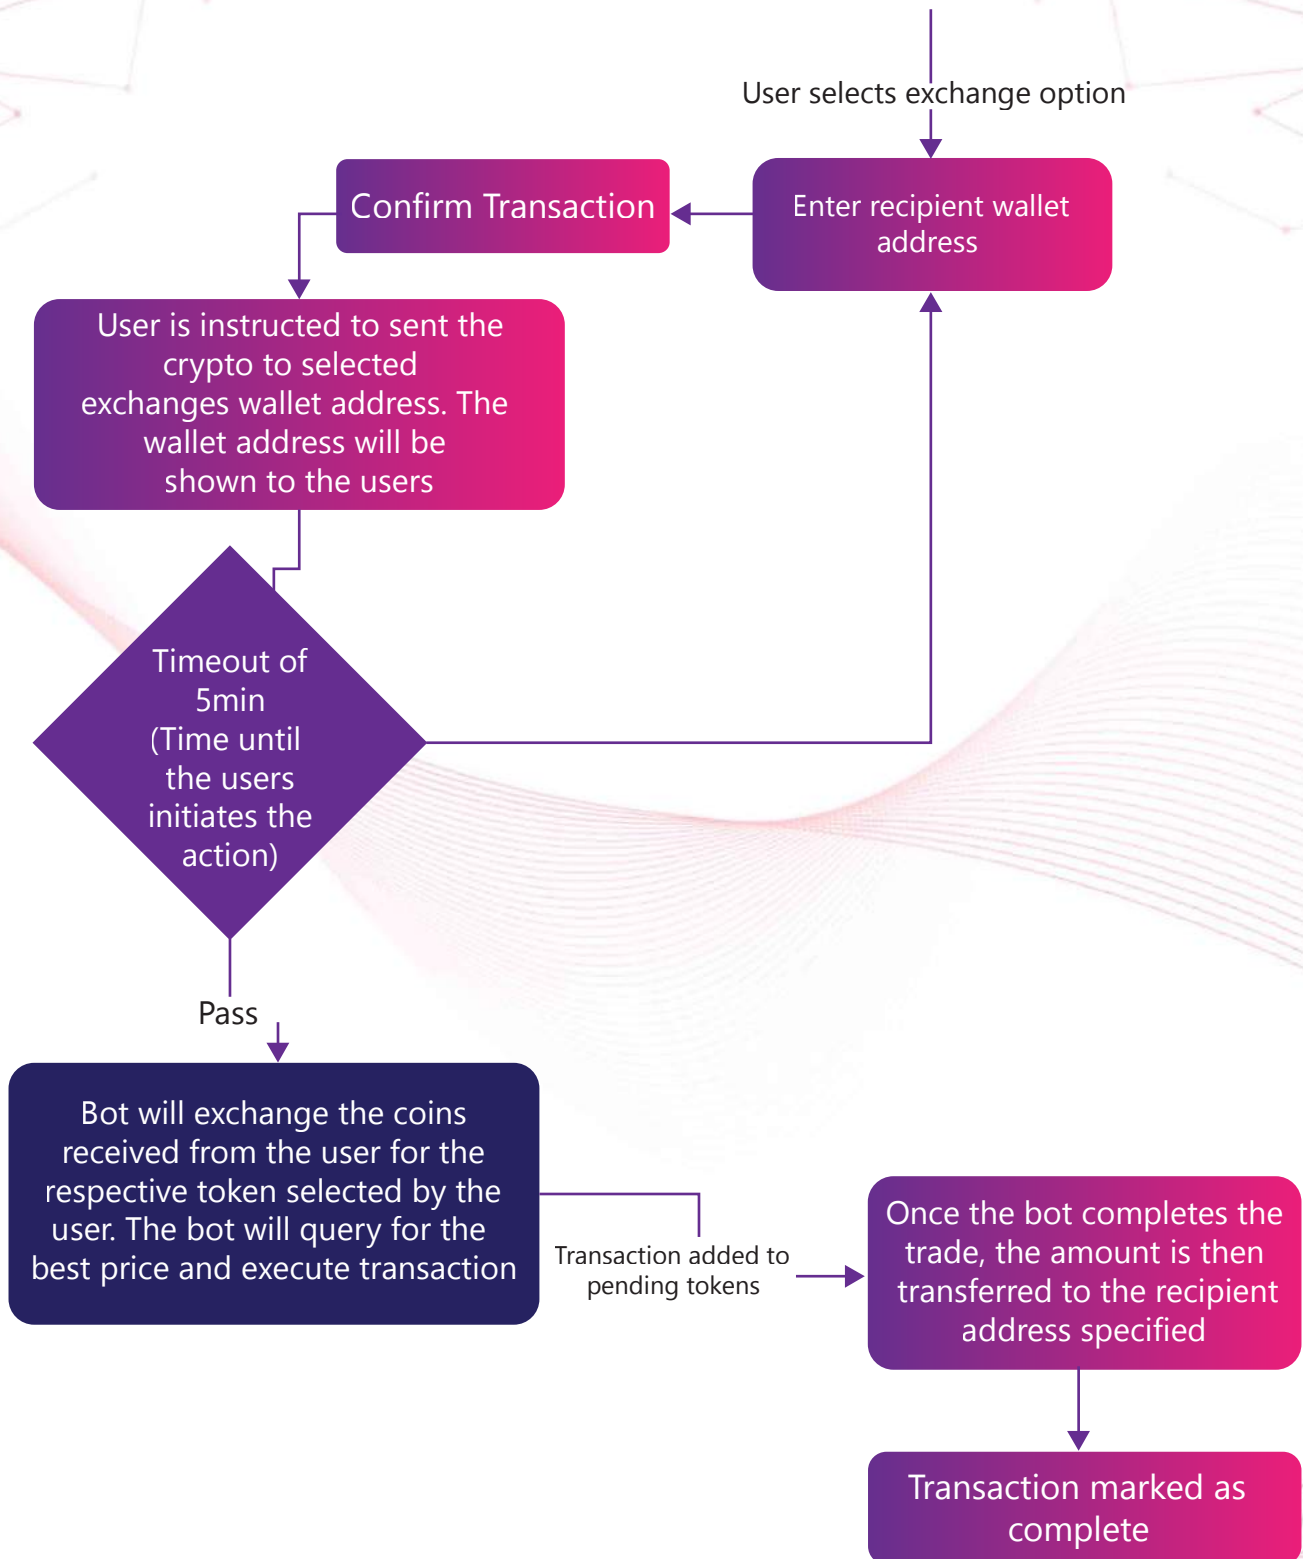 User selects exchange option
Enter recipient wallet
address
Confirm Transaction
User is instructed to sent the
crypto to selected
exchanges wallet address. The
wallet address will be
shown to the users
Timeout of
5min
(Time until
the users
initiates the
action)
Pass
Bot will exchange the coins
received from the user for the
respective token selected by the
user. The bot will query for the
best price and execute transaction
Transaction added to
pending tokens
Once the bot completes the
trade, the amount is then
transferred to the recipient
address specified
Transaction marked as
complete